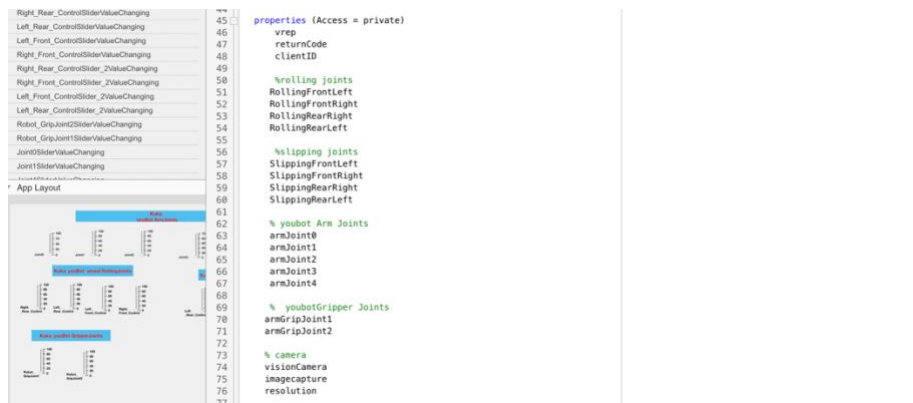 Right_Rear_ControlSliderValueChanging
Left_Rear_ControlSliderValueChanging
Left_Front_ControlSliderValueChanging
Right_Front_ControlSliderValueChanging
Right_Rear_ControlSlider_2ValueChanging
Right_Front_ControlSlider_2ValueChanging
Left_Front_ControlSlider_2ValueChanging
Left_Rear_ControlSlider_2ValueChanging
Robot_GripJoint2SliderValueChanging
Robot_GripJoint1SliderValueChanging
Joint0SliderValueChanging
Joint1SliderValueChanging
App Layout
Kuka
Kuka youBot GripperJoints
45 properties (Access = private)
46 vrep
47 returnCode
48 clientID
49
50 %rolling joints
51 RollingFrontLeft
52 RollingFrontRight
53 RollingRearRight
54 RollingRearLeft
55
56 %slipping joints
57 SlippingFrontLeft
58 SlippingFrontRight
59 SlippingRearRight
60 SlippingRearLeft
61
62 % youbot Arm Joints
63 armJoint0
64 armJoint1
65 armJoint2
66 armJoint3
67 armJoint4
68
69 % youbotGripper Joints
70 armGripJoint1
71 armGripJoint2
72
73 % camera
74 visionCamera
75 imagecapture
76 resolution